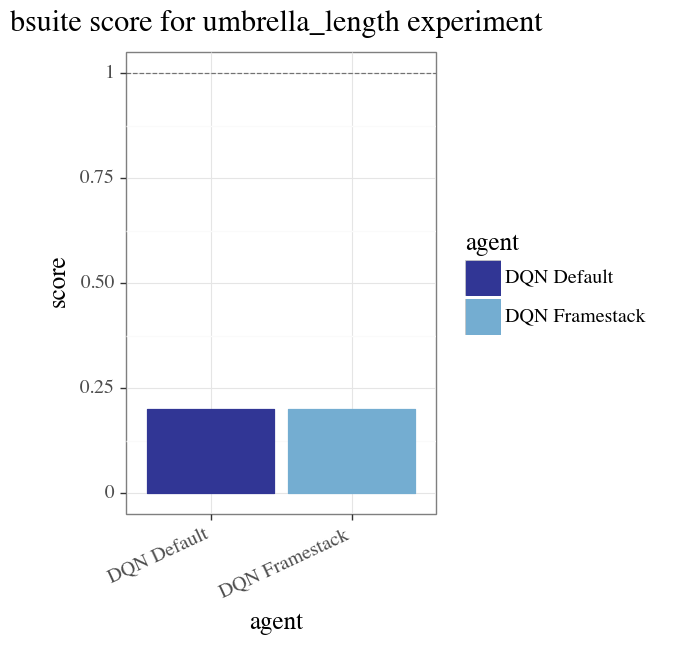 bsuite score for umbrella_length experiment
1
0.75
0.50
0.25
0
score
DQN Default
DQN Framestack
agent
agent
DQN Default
DQN Framestack